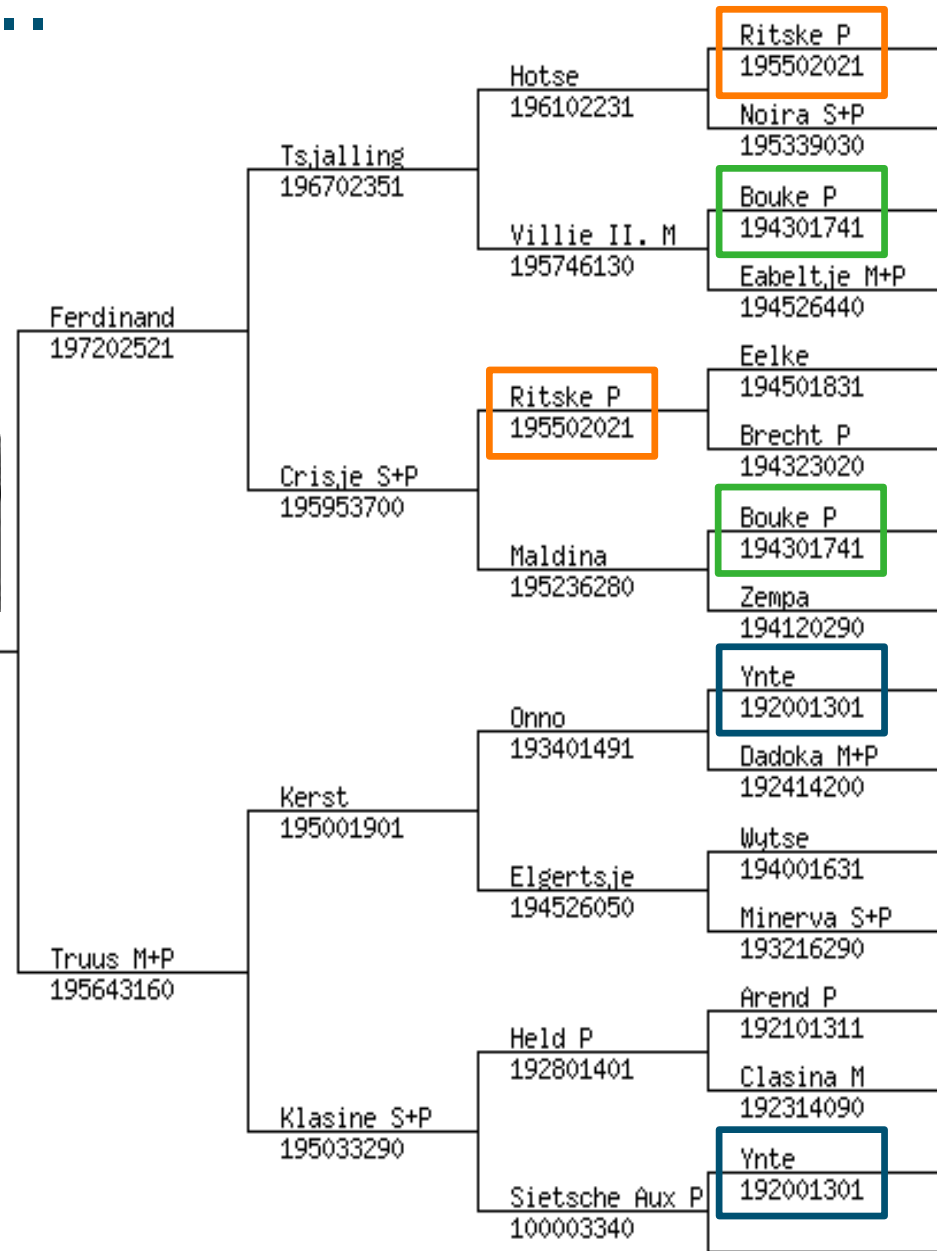 Ritske P
195502021
Hotse
196102231
Noira S+P
195339030
Tsjalling
196702351
Bouke P
194301741
Villie II. M
195746130
Eabeltje M+P
194526440
Ferdinand
197202521
Eelke
194501831
Ritske P
195502021
Brecht P
194323020
Crisje S+P
195953700
Bouke P
194301741
Maldina
195236280
Zempa
194120290
Ynte
192001301
Onno
193401491
Dadoka M+P
192414200
Kerst
195001901
Wytse
194001631
Elgertsje
194526050
Minerva S+P
193216290
Truus M+P
195643160
Arend P
192101311
Held P
192801401
Clasina M
192314090
Klasine S+P
195033290
Ynte
192001301
Sietsche Aux P
100003340